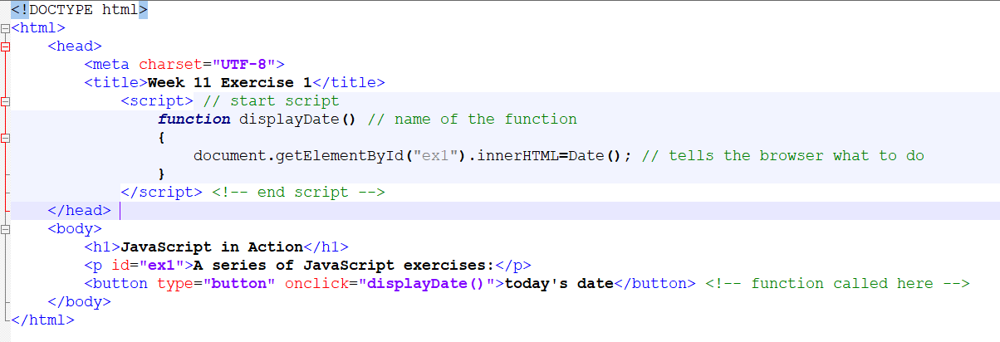 <!DOCTYPE html>
<html>
    <head>
        <meta charset="UTF-8">
        <title>Week 11 Exercise 1</title>
            <script> // start script
                function displayDate() // name of the function
                {
                    document.getElementById("ex1").innerHTML=Date(); // tells the browser what to do
                }
            </script> <!-- end script -->
    </head>
    <body>
        <h1>JavaScript in Action</h1>
        <p id="ex1">A series of JavaScript exercises:</p>
        <button type="button" onclick="displayDate()">today's date</button> <!-- function called here -->
    </body>
</html>